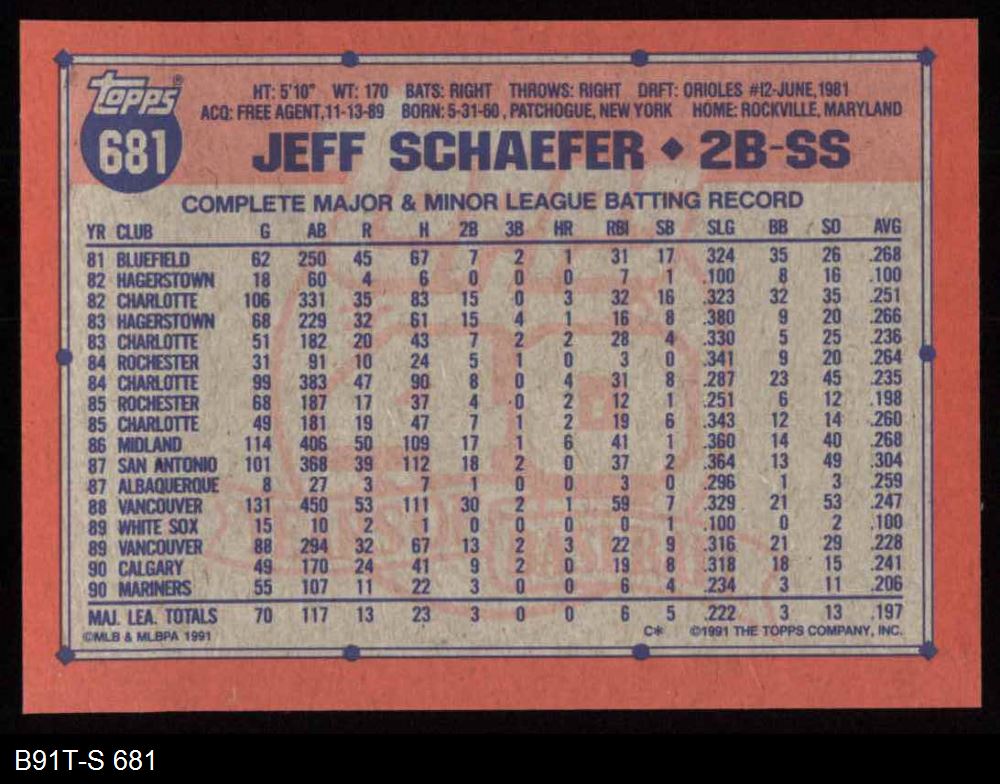 topps®
681
HT: 5'10" WT: 170 BATS: RIGHT THROWS: RIGHT DRFT: ORIOLES #12-JUNE, 1981
ACQ: FREE AGENT, 11-13-89 BORN: 5-31-60, PATCHOGUE, NEW YORK HOME: ROCKVILLE, MARYLAND
JEFF SCHAEFER ◆ 2B-SS
COMPLETE MAJOR & MINOR LEAGUE BATTING RECORD
YR CLUB G AB R H 2B 3B HR RBI SB SLG BB SO AVG
81 BLUEFIELD 62 250 45 67 7 2 1 31 17 .324 35 26 .268
82 HAGERSTOWN 18 60 4 6 0 0 0 7 1 .100 8 16 .100
82 CHARLOTTE 106 331 35 83 15 0 3 32 16 .323 32 35 .251
83 HAGERSTOWN 68 229 32 61 15 4 1 16 8 .380 9 20 .266
83 CHARLOTTE 51 182 20 43 7 2 2 28 4 .330 5 25 .236
84 ROCHESTER 31 91 10 24 5 1 0 3 0 .341 9 20 .264
84 CHARLOTTE 99 383 47 90 8 0 4 31 8 .287 23 45 .235
85 ROCHESTER 68 187 17 37 4 0 2 12 1 .251 6 12 .198
85 CHARLOTTE 49 181 19 47 7 1 2 19 6 .343 12 14 .260
86 MIDLAND 114 406 50 109 17 1 6 41 1 .360 14 40 .268
87 SAN ANTONIO 101 368 39 112 18 2 0 37 2 .364 13 49 .304
87 ALBAQUERQUE 8 27 3 7 1 0 0 3 0 .296 1 3 .259
88 VANCOUVER 131 450 53 111 30 2 1 59 7 .329 21 53 .247
89 WHITE SOX 15 10 2 1 0 0 0 0 1 .100 0 2 .100
89 VANCOUVER 88 294 32 67 13 2 3 22 9 .316 21 29 .228
90 CALGARY 49 170 24 41 9 2 0 19 8 .318 18 15 .241
90 MARINERS 55 107 11 22 3 0 0 6 4 .234 3 11 .206
MAJ. LEA. TOTALS 70 117 13 23 3 0 0 6 5 .222 3 13 .197
©MLB & MLBPA 1991 C* ©1991 THE TOPPS COMPANY, INC.
B91T-S 681